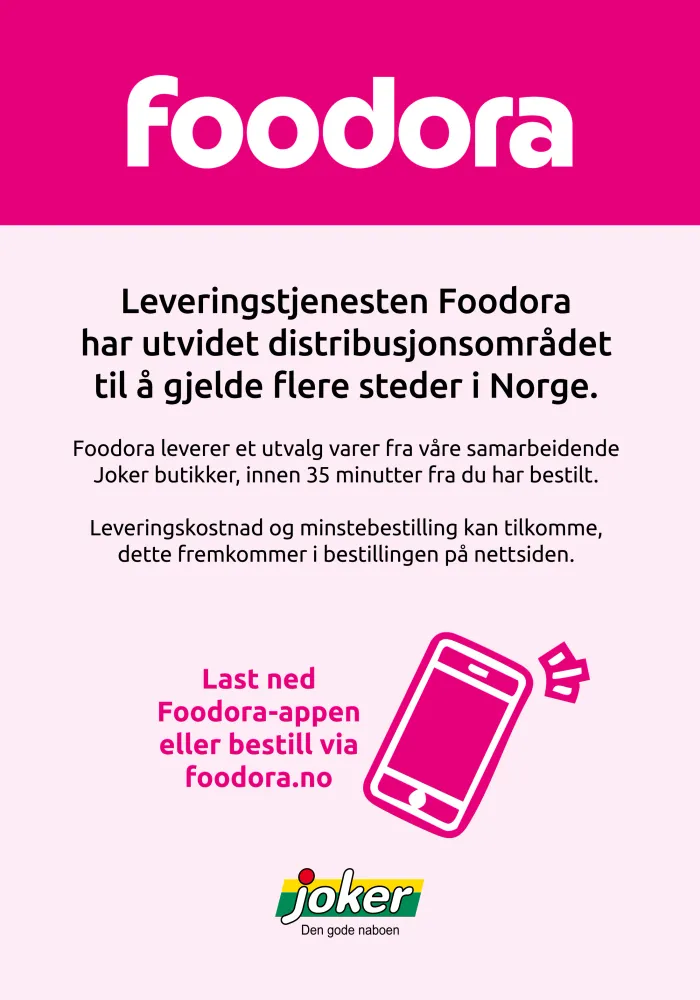 foodora
Leveringstjenesten Foodora
har utvidet distribusjonsområdet
til å gjelde flere steder i Norge.
Foodora leverer et utvalg varer fra våre samarbeidende
Joker butikker, innen 35 minutter fra du har bestilt.
Leveringskostnad og minstebestilling kan tilkomme,
dette fremkommer i bestillingen på nettsiden.
Last ned
Foodora-appen
eller bestill via
foodora.no
joker
Den gode naboen